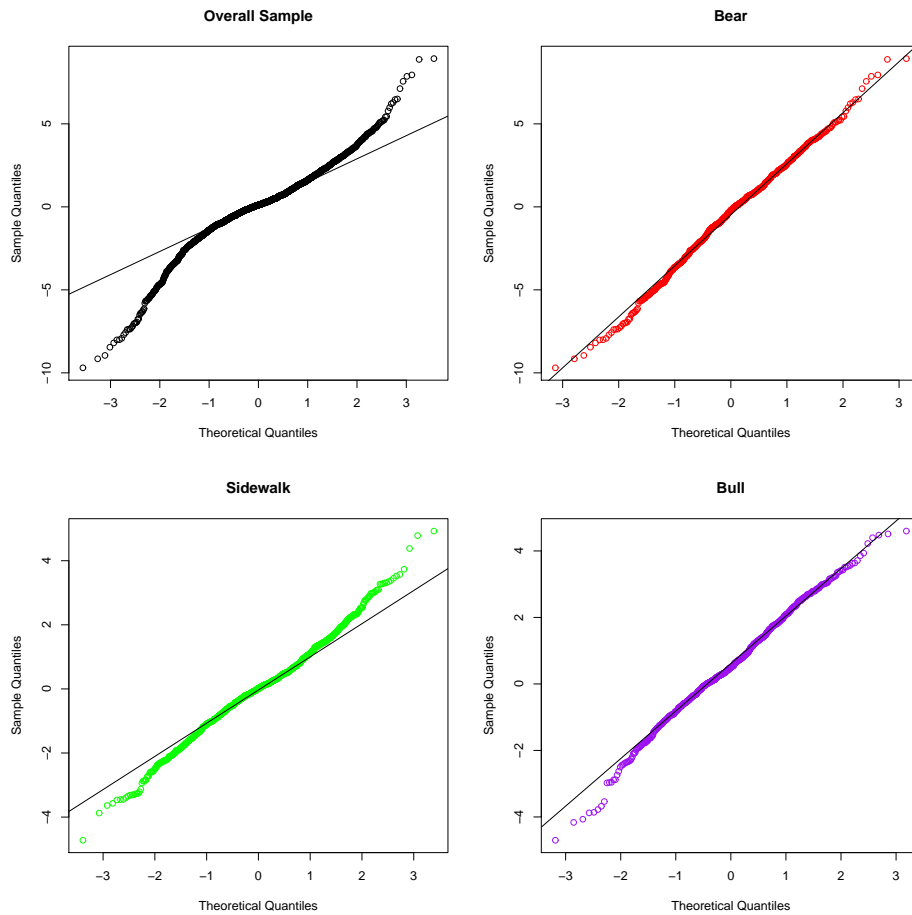 Overall Sample
Sample Quantiles
5
0
−5
−10
−3 −2 −1 0 1 2 3
Theoretical Quantiles
Bear
Sample Quantiles
5
0
−5
−10
−3 −2 −1 0 1 2 3
Theoretical Quantiles
Sidewalk
Sample Quantiles
4
2
0
−2
−4
−3 −2 −1 0 1 2 3
Theoretical Quantiles
Bull
Sample Quantiles
4
2
0
−2
−4
−3 −2 −1 0 1 2 3
Theoretical Quantiles